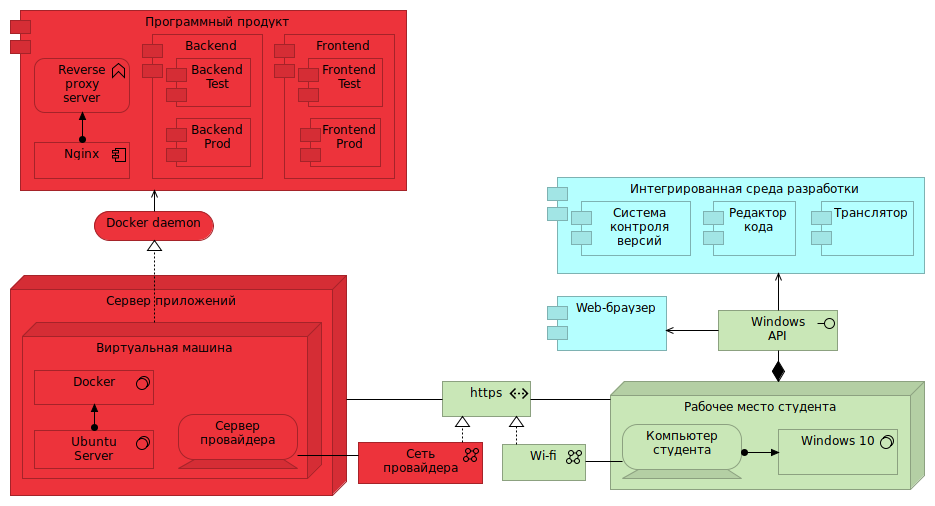 Программный продукт
Reverse
proxy
server
Nginx
Backend
Backend
Test
Backend
Prod
Frontend
Frontend
Test
Frontend
Prod
Docker daemon
Интегрированная среда разработки
Система
контроля
версий
Редактор
кода
Транслятор
Web-браузер
Windows
API
Сервер приложений
Виртуальная машина
Docker
Ubuntu
Server
Сервер
провайдера
https
Сеть
провайдера
Wi-fi
Рабочее место студента
Компьютер
студента
Windows 10